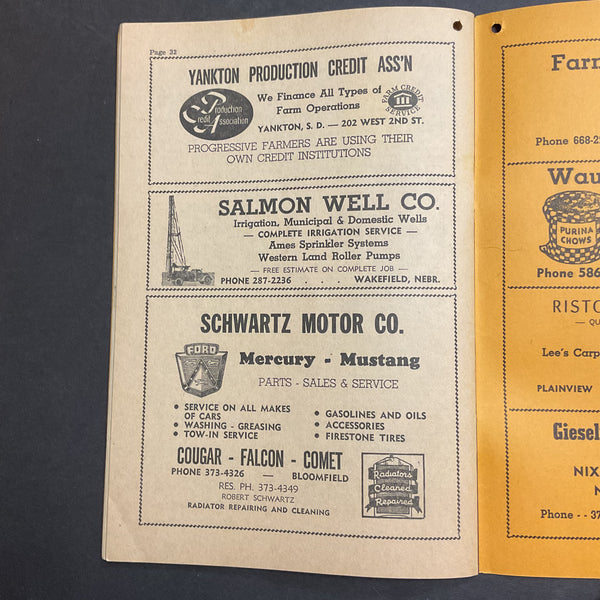 Page 32
YANKTON PRODUCTION CREDIT ASS'N
Production
Credit
Association
We Finance All Types of
Farm Operations
FARM CREDIT
SERVICE
YANKTON, S. D. — 202 WEST 2ND ST.
PROGRESSIVE FARMERS ARE USING THEIR
OWN CREDIT INSTITUTIONS
SALMON WELL CO.
Irrigation, Municipal & Domestic Wells
— COMPLETE IRRIGATION SERVICE —
Ames Sprinkler Systems
Western Land Roller Pumps
— FREE ESTIMATE ON COMPLETE JOB —
PHONE 287-2236 . . . WAKEFIELD, NEBR.
SCHWARTZ MOTOR CO.
FORD
Mercury - Mustang
PARTS - SALES & SERVICE
• SERVICE ON ALL MAKES
OF CARS
• WASHING - GREASING
• TOW-IN SERVICE
• GASOLINES AND OILS
• ACCESSORIES
• FIRESTONE TIRES
COUGAR - FALCON - COMET
PHONE 373-4326 — BLOOMFIELD
RES. PH. 373-4349
ROBERT SCHWARTZ
RADIATOR REPAIRING AND CLEANING
Radiators
Cleaned
Repaired
Farm
Phone 668-2
Wau
PURINA
CHOWS
Phone 586
RISTO
— QU
Lee's Carp
PLAINVIEW
Giesel
NIX
N
Phone - - 37